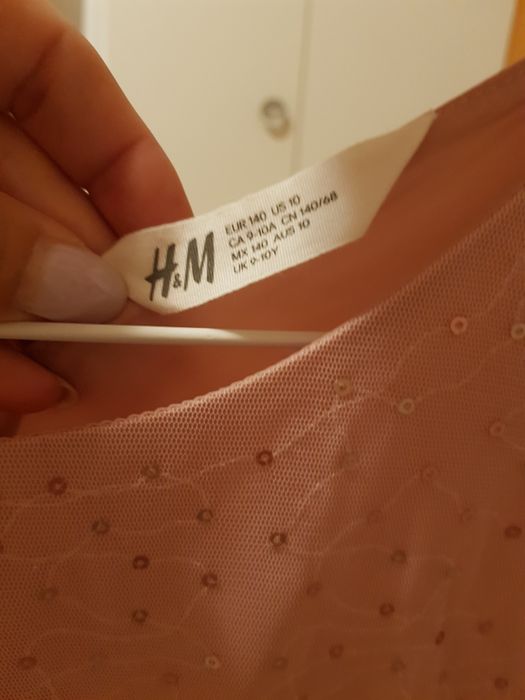 H&M
EUR 140 US 10
CA 9-10A CN 140/68
MX 140 AUS 10
UK 9-10Y